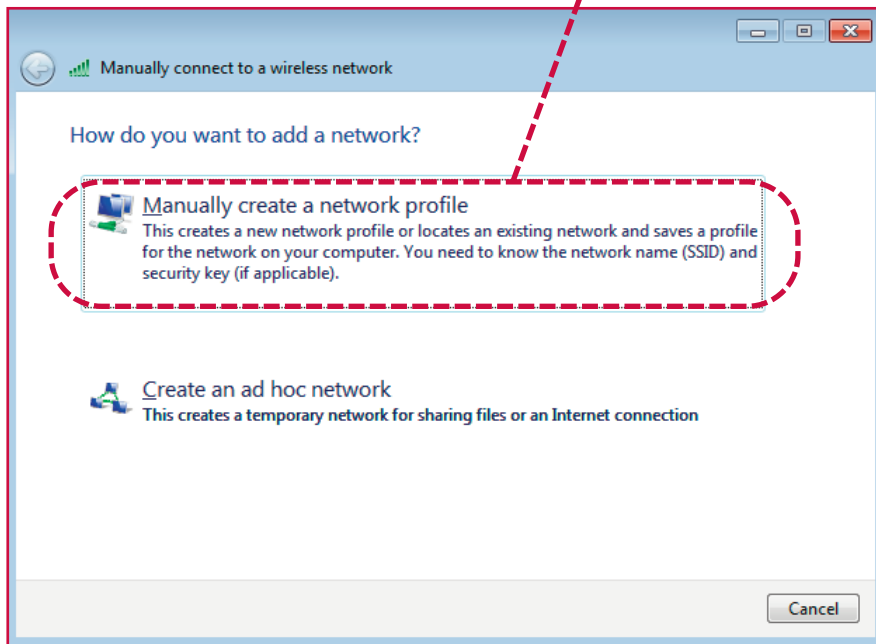 Manually connect to a wireless network
How do you want to add a network?
Manually create a network profile
This creates a new network profile or locates an existing network and saves a profile
for the network on your computer. You need to know the network name (SSID) and
security key (if applicable).
Create an ad hoc network
This creates a temporary network for sharing files or an Internet connection
Cancel